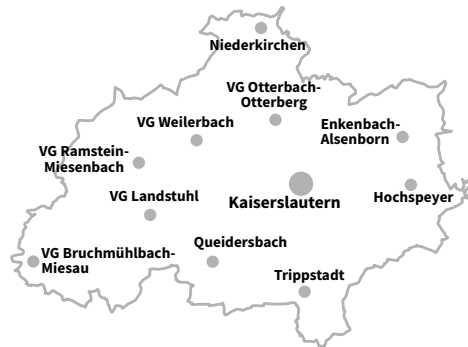 Niederkirchen
VG Otterbach-
Otterberg
VG Weilerbach
Enkenbach-
Alsenborn
VG Ramstein-
Miesenbach
VG Landstuhl
Kaiserslautern
Hochspeyer
Queidersbach
VG Bruchmühlbach-
Miesau
Trippstadt